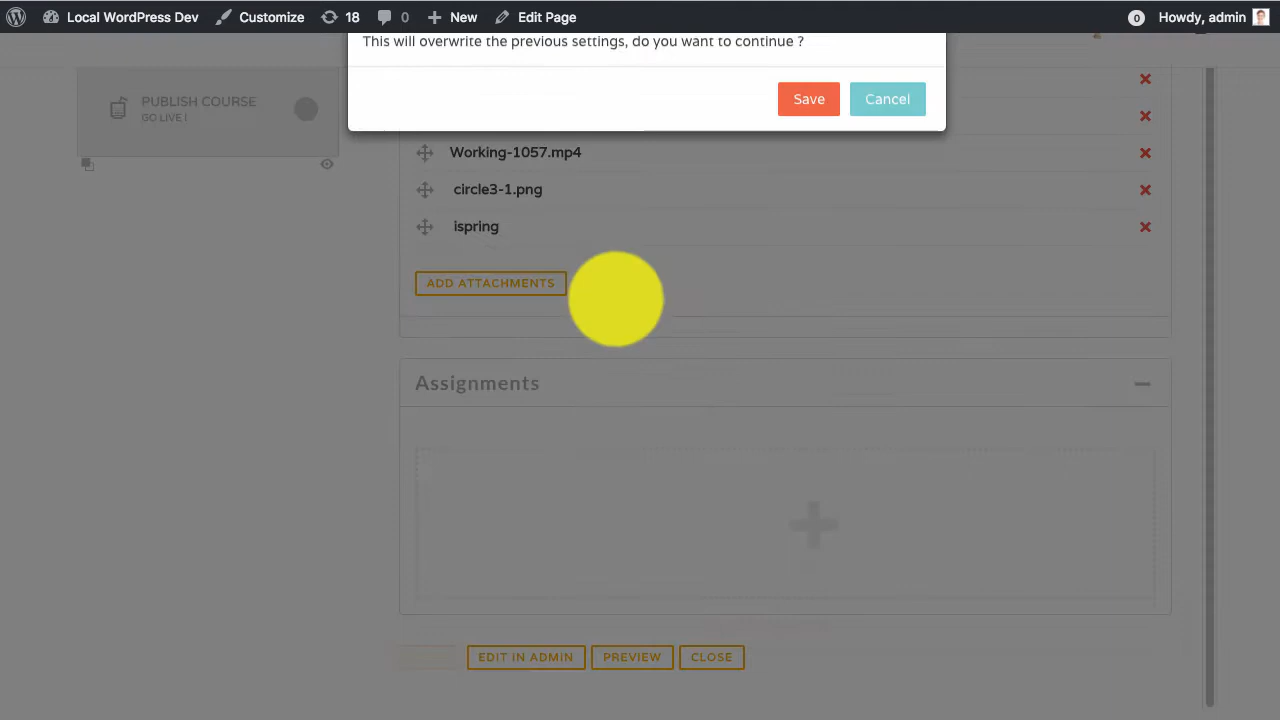 Local WordPress Dev
Customize
18
0
New
Edit Page
0
Howdy, admin
This will overwrite the previous settings, do you want to continue ?
Save
Cancel
PUBLISH COURSE
GO LIVE !
Working-1057.mp4
circle3-1.png
ispring
ADD ATTACHMENTS
Assignments
EDIT IN ADMIN
PREVIEW
CLOSE